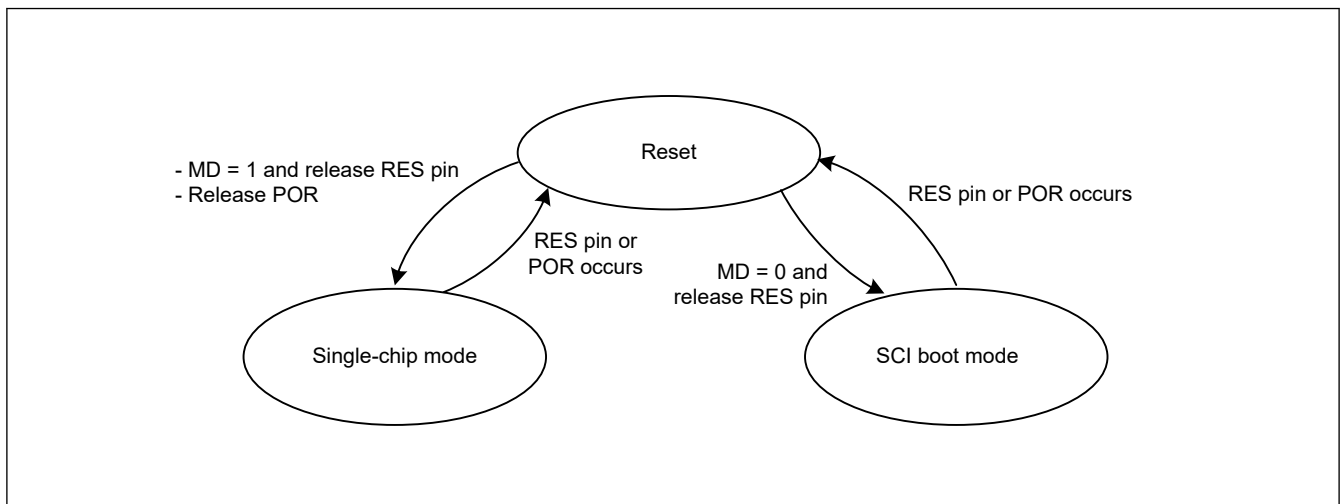 Reset
- MD = 1 and release RES pin
- Release POR
RES pin or POR occurs
RES pin or
POR occurs
MD = 0 and
release RES pin
Single-chip mode
SCI boot mode